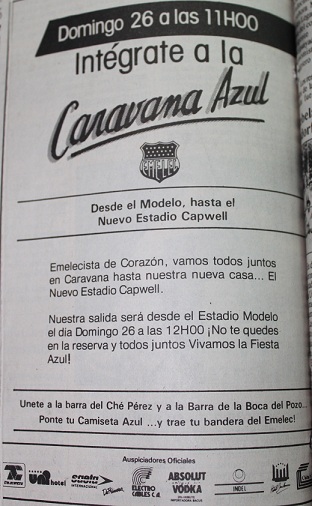 Domingo 26 a las 11H00
Intégrate a la
Caravana Azul
EMELEC
Desde el Modelo, hasta el
Nuevo Estadio Capwell
Emelecista de Corazón, vamos todos juntos
en Caravana hasta nuestra nueva casa... El
Nuevo Estadio Capwell.
Nuestra salida será desde el Estadio Modelo
el día Domingo 26 a las 12H00 ¡No te quedes
en la reserva y todos juntos Vivamos la Fiesta
Azul!
Unete a la barra del Ché Pérez y a la Barra de la Boca del Pozo...
Ponte tu Camiseta Azul ...y trae tu bandera del Emelec!
Auspiciadores Oficiales
uni hotel
INTERNACIONAL
ELECTRO
CABLES C.A.
ABSOLUT
VODKA
INDEL